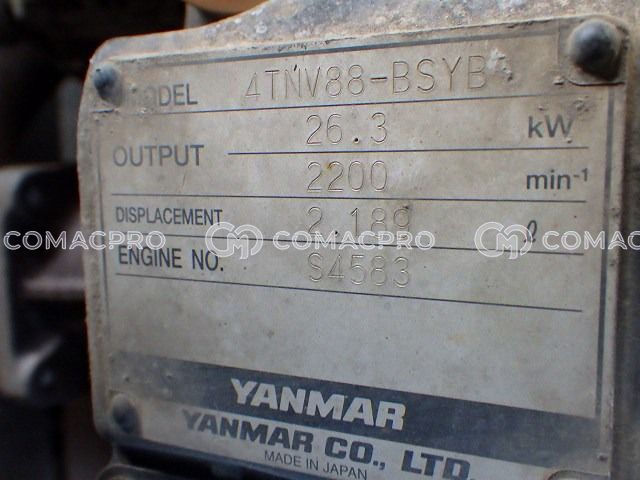 MODEL 4TNV88-BSYB
OUTPUT 26.3 kW
2200 min-1
DISPLACEMENT 2.189 ℓ
COMACPRO COMACPRO COMACPRO
ENGINE NO. S4583
YANMAR
YANMAR CO., LTD.
MADE IN JAPAN